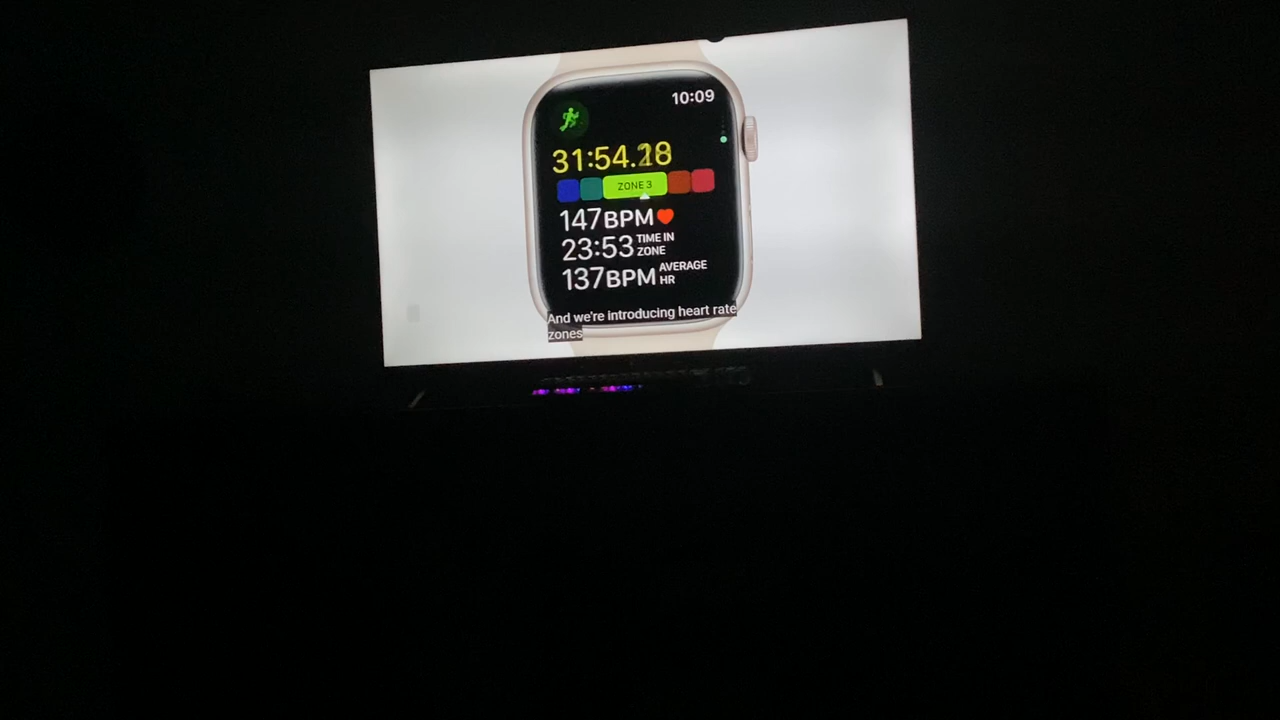 10:09
31:54.28
ZONE 3
147BPM
23:53 TIME IN ZONE
137BPM AVERAGE HR
And we're introducing heart rate
zones